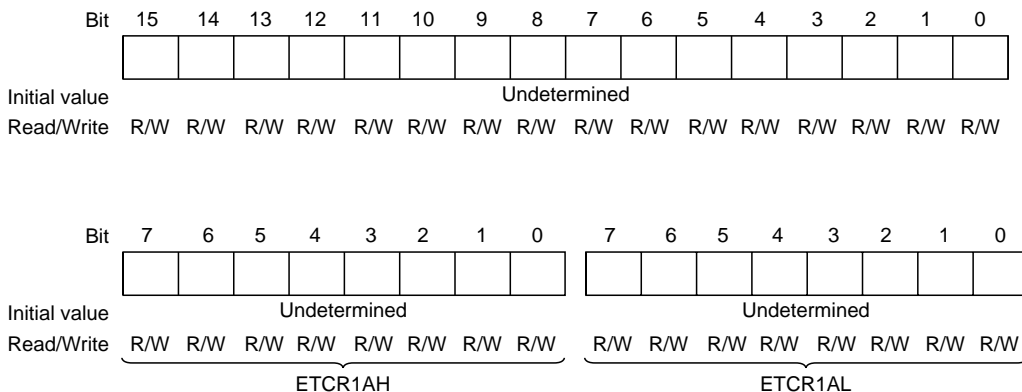 Bit 15 14 13 12 11 10 9 8 7 6 5 4 3 2 1 0
Initial value Undetermined
Read/Write R/W R/W R/W R/W R/W R/W R/W R/W R/W R/W R/W R/W R/W R/W R/W R/W
Bit 7 6 5 4 3 2 1 0 7 6 5 4 3 2 1 0
Initial value Undetermined Undetermined
Read/Write R/W R/W R/W R/W R/W R/W R/W R/W R/W R/W R/W R/W R/W R/W R/W R/W
ETCR1AH ETCR1AL